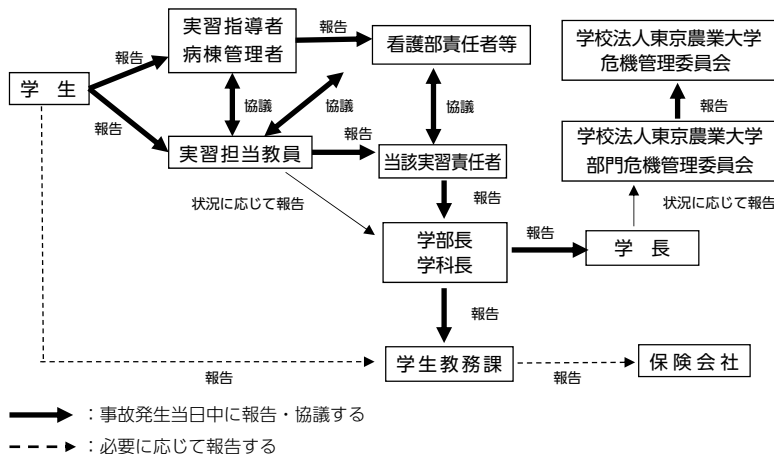 実習指導者
病棟管理者
看護部責任者等
学校法人東京農業大学
危機管理委員会
報告
報告
学　生
協議
協議
協議
報告
報告
報告
実習担当教員
当該実習責任者
学校法人東京農業大学
部門危機管理委員会
状況に応じて報告
報告
状況に応じて報告
学部長
学科長
報告
学　長
報告
学生教務課
保険会社
報告
報告
：事故発生当日中に報告・協議する
：必要に応じて報告する